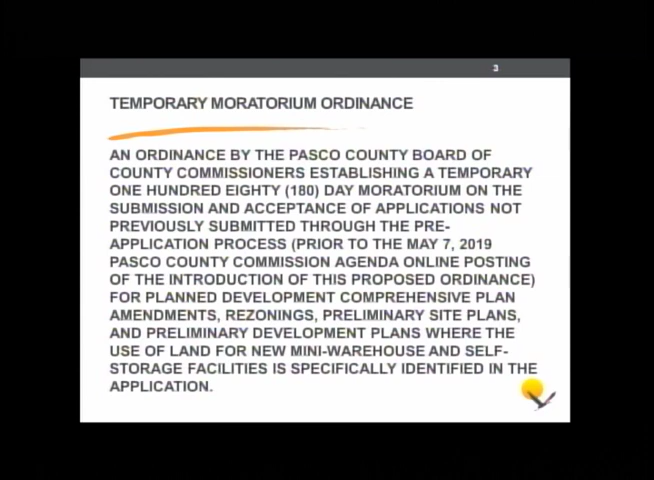 3
TEMPORARY MORATORIUM ORDINANCE
AN ORDINANCE BY THE PASCO COUNTY BOARD OF
COUNTY COMMISSIONERS ESTABLISHING A TEMPORARY
ONE HUNDRED EIGHTY (180) DAY MORATORIUM ON THE
SUBMISSION AND ACCEPTANCE OF APPLICATIONS NOT
PREVIOUSLY SUBMITTED THROUGH THE PRE-
APPLICATION PROCESS (PRIOR TO THE MAY 7, 2019
PASCO COUNTY COMMISSION AGENDA ONLINE POSTING
OF THE INTRODUCTION OF THIS PROPOSED ORDINANCE)
FOR PLANNED DEVELOPMENT COMPREHENSIVE PLAN
AMENDMENTS, REZONINGS, PRELIMINARY SITE PLANS,
AND PRELIMINARY DEVELOPMENT PLANS WHERE THE
USE OF LAND FOR NEW MINI-WAREHOUSE AND SELF-
STORAGE FACILITIES IS SPECIFICALLY IDENTIFIED IN THE
APPLICATION.